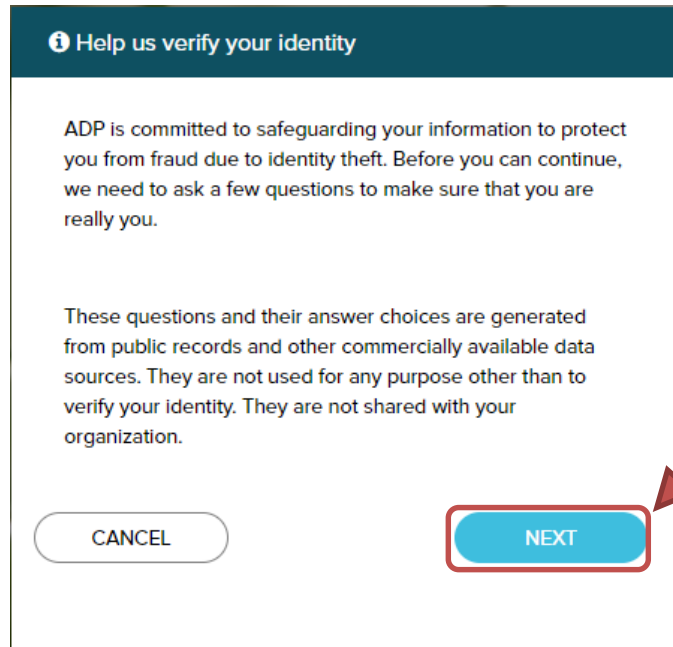 Help us verify your identity
ADP is committed to safeguarding your information to protect
you from fraud due to identity theft. Before you can continue,
we need to ask a few questions to make sure that you are
really you.
These questions and their answer choices are generated
from public records and other commercially available data
sources. They are not used for any purpose other than to
verify your identity. They are not shared with your
organization.
CANCEL NEXT